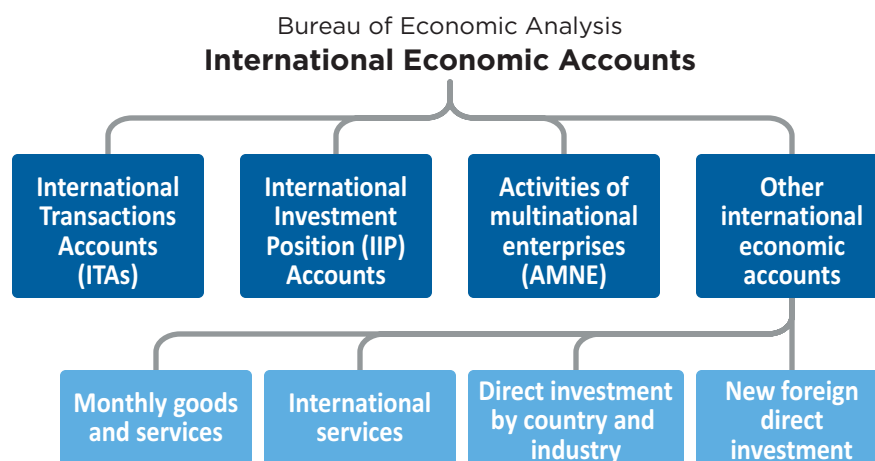 Bureau of Economic Analysis
International Economic Accounts
International
Transactions
Accounts
(ITAs)
International
Investment
Position (IIP)
Accounts
Activities of
multinational
enterprises
(AMNE)
Other
international
economic
accounts
Monthly goods
and services
International
services
Direct investment
by country and
industry
New foreign
direct
investment